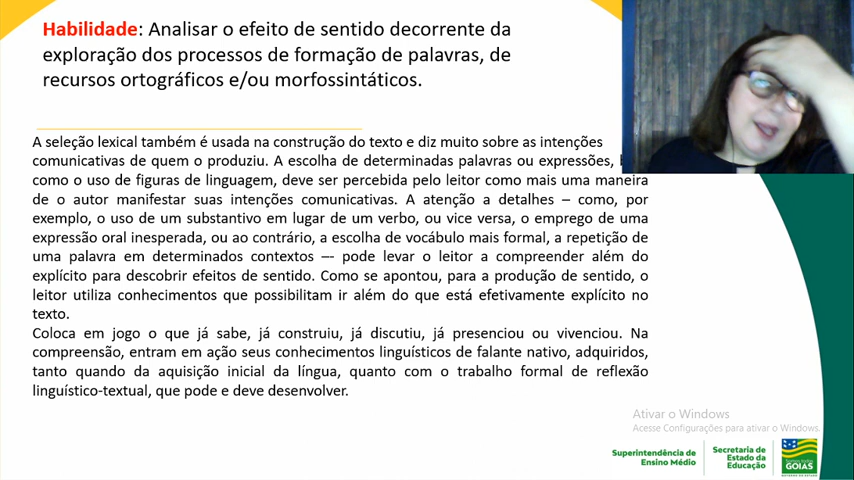 Habilidade: Analisar o efeito de sentido decorrente da
exploração dos processos de formação de palavras, de
recursos ortográficos e/ou morfossintáticos.
A seleção lexical também é usada na construção do texto e diz muito sobre as intenções
comunicativas de quem o produziu. A escolha de determinadas palavras ou expressões,
como o uso de figuras de linguagem, deve ser percebida pelo leitor como mais uma maneira
de o autor manifestar suas intenções comunicativas. A atenção a detalhes – como, por
exemplo, o uso de um substantivo em lugar de um verbo, ou vice versa, o emprego de uma
expressão oral inesperada, ou ao contrário, a escolha de vocábulo mais formal, a repetição de
uma palavra em determinados contextos –- pode levar o leitor a compreender além do
explícito para descobrir efeitos de sentido. Como se apontou, para a produção de sentido, o
leitor utiliza conhecimentos que possibilitam ir além do que está efetivamente explícito no
texto.
Coloca em jogo o que já sabe, já construiu, já discutiu, já presenciou ou vivenciou. Na
compreensão, entram em ação seus conhecimentos linguísticos de falante nativo, adquiridos,
tanto quando da aquisição inicial da língua, quanto com o trabalho formal de reflexão
linguístico-textual, que pode e deve desenvolver.
Ativar o Windows
Acesse Configurações para ativar o Windows.
Superintendência de
Ensino Médio
Secretaria de
Estado da
Educação
GOIÁS